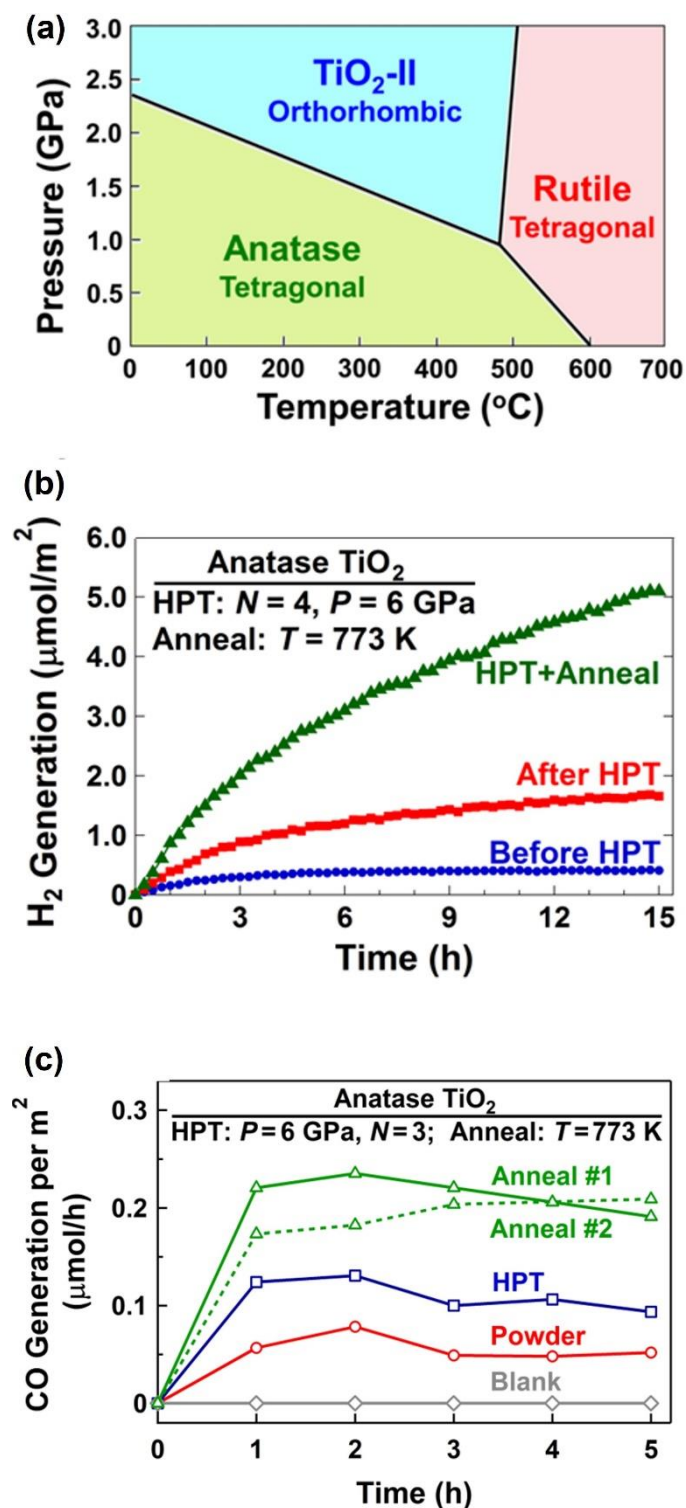 (a)
3.0
2.5
2.0
1.5
1.0
0.5
0
Pressure (GPa)
TiO₂-II
Orthorhombic
Rutile
Tetragonal
Anatase
Tetragonal
0 100 200 300 400 500 600 700
Temperature (°C)
(b)
6.0
5.0
4.0
3.0
2.0
1.0
0
H₂ Generation (μmol/m²)
Anatase TiO₂
HPT: N = 4, P = 6 GPa
Anneal: T = 773 K
HPT+Anneal
After HPT
Before HPT
0 3 6 9 12 15
Time (h)
(c)
0.3
0.2
0.1
0
CO Generation per m²
(μmol/h)
Anatase TiO₂
HPT: P=6 GPa, N=3; Anneal: T=773 K
Anneal #1
Anneal #2
HPT
Powder
Blank
0 1 2 3 4 5
Time (h)